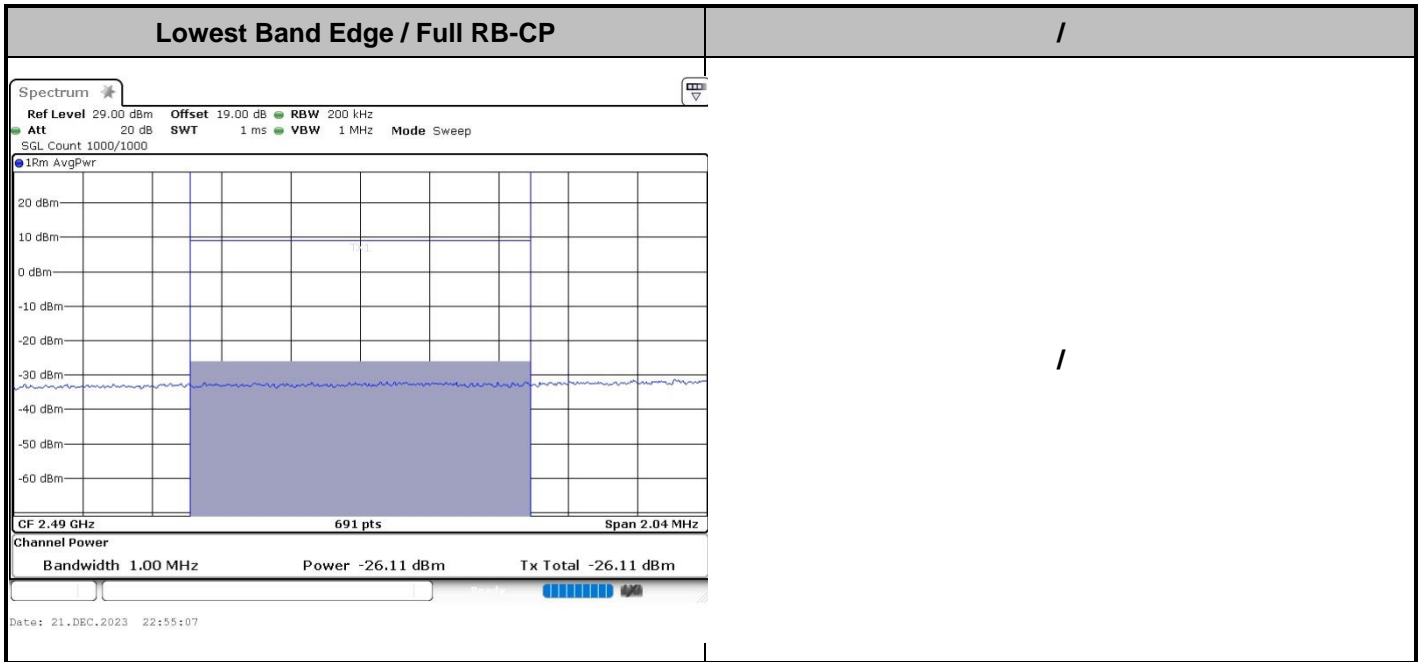 Lowest Band Edge / Full RB-CP
/
Spectrum
Ref Level 29.00 dBm Offset 19.00 dB RBW 200 kHz
Att 20 dB SWT 1 ms VBW 1 MHz Mode Sweep
SGL Count 1000/1000
1Rm AvgPwr
20 dBm
10 dBm
0 dBm
-10 dBm
-20 dBm
-30 dBm
-40 dBm
-50 dBm
-60 dBm
CF 2.49 GHz 691 pts Span 2.04 MHz
Channel Power
Bandwidth 1.00 MHz Power -26.11 dBm Tx Total -26.11 dBm
Date: 21.DEC.2023 22:55:07
/